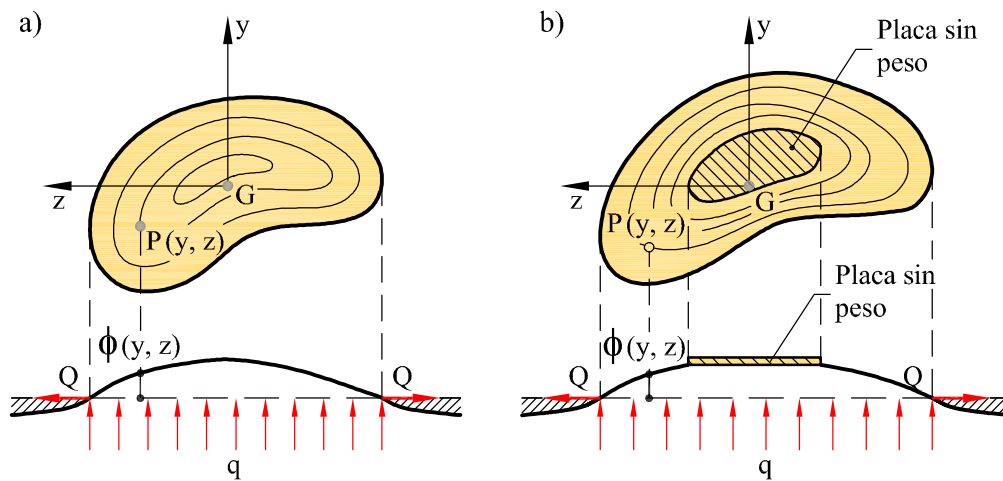 a)
y
z
G
P(y, z)
ϕ(y, z)
Q
Q
q
b)
y
Placa sin
peso
z
G
P(y, z)
Placa sin
peso
ϕ(y, z)
Q
Q
q